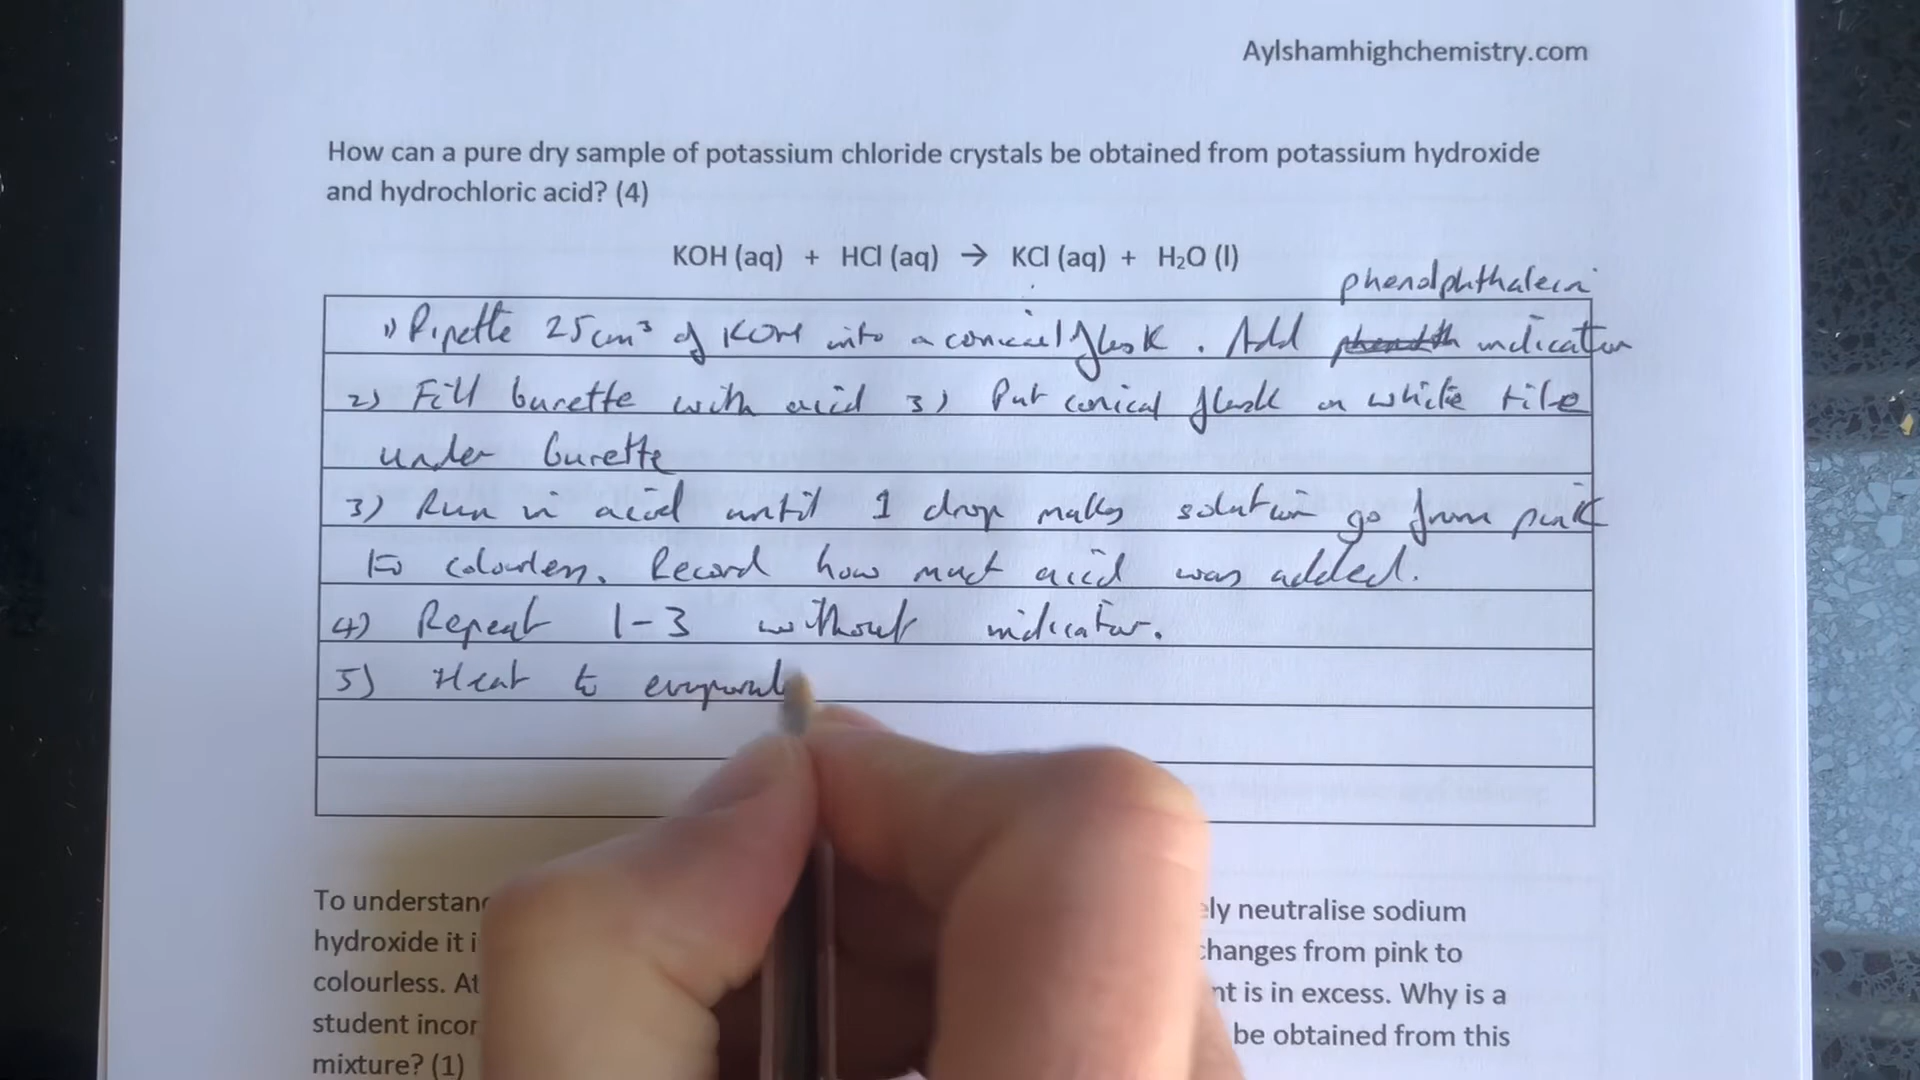 Aylshamhighchemistry.com
How can a pure dry sample of potassium chloride crystals be obtained from potassium hydroxide
and hydrochloric acid? (4)
KOH (aq) + HCl (aq) → KCl (aq) + H₂O (l)
phenolphthalein
1) Pipette 25cm³ of KOH into a conical flask. Add indicator
2) Fill burette with acid 3) Put conical flask on white tile
under burette
3) Run in acid until 1 drop makes solution go from pink
to colourless. Record how much acid was added.
4) Repeat 1-3 without indicator.
5) Heat to evaporat
To understan
ely neutralise sodium
hydroxide it i
changes from pink to
colourless. At
nt is in excess. Why is a
student incor
be obtained from this
mixture? (1)